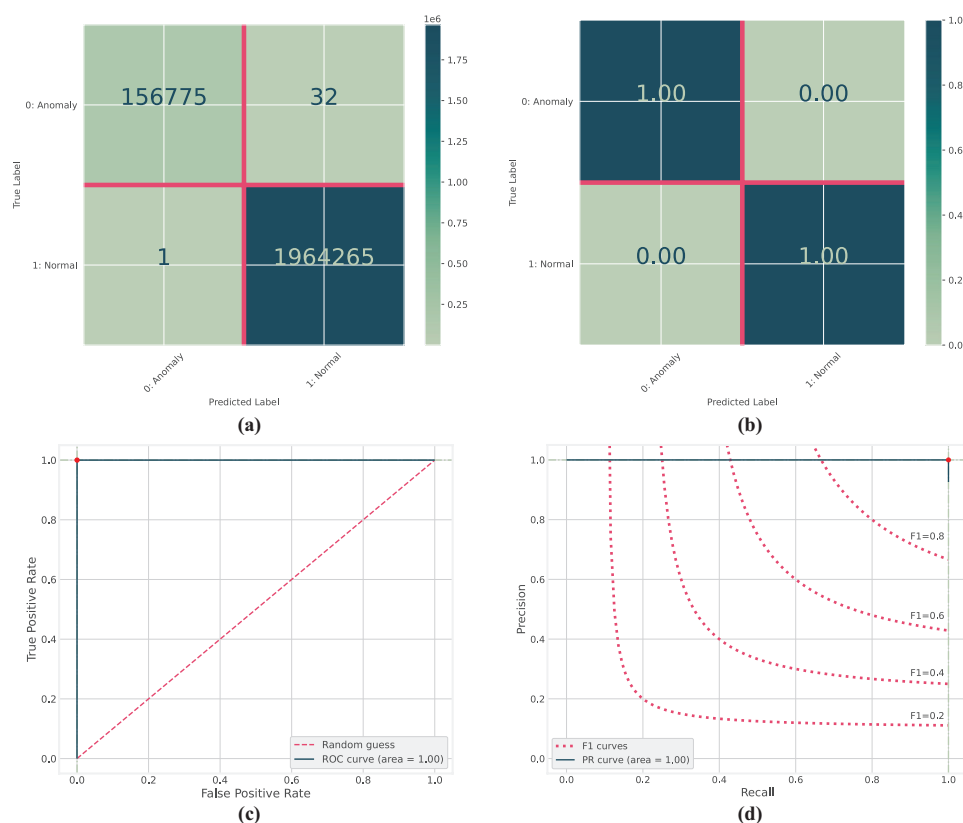 1e6
0: Anomaly
156775
32
1: Normal
1
1964265
0: Anomaly
1: Normal
True Label
Predicted Label
1.75
1.50
1.25
1.00
0.75
0.50
0.25
(a)
0: Anomaly
1.00
0.00
1: Normal
0.00
1.00
0: Anomaly
1: Normal
True Label
Predicted Label
1.0
0.8
0.6
0.4
0.2
0.0
(b)
True Positive Rate
1.0
0.8
0.6
0.4
0.2
0.0
Random guess
ROC curve (area = 1.00)
0.0 0.2 0.4 0.6 0.8 1.0
False Positive Rate
(c)
Precision
1.0
0.8
0.6
0.4
0.2
0.0
F1=0.8
F1=0.6
F1=0.4
F1=0.2
F1 curves
PR curve (area = 1,00)
0.0 0.2 0.4 0.6 0.8 1.0
Recall
(d)